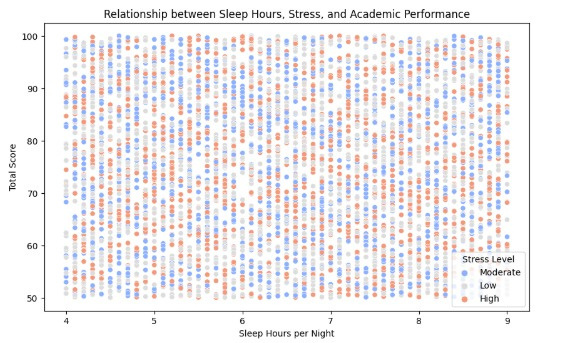 Relationship between Sleep Hours, Stress, and Academic Performance
100
90
80
70
60
50
Total Score
4
5
6
7
8
9
Sleep Hours per Night
Stress Level
Moderate
Low
High